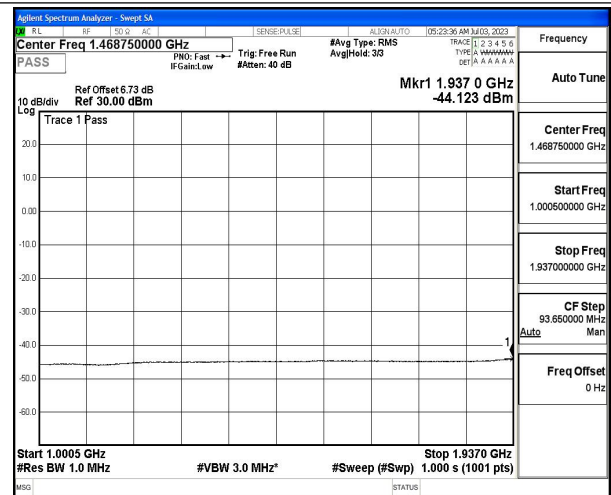 Agilent Spectrum Analyzer - Swept SA
RL RF 50 Ω AC SENSE:PULSE ALIGN AUTO 05:23:36 AM Jul 03, 2023
Center Freq 1.468750000 GHz
#Avg Type: RMS
TRACE 1 2 3 4 5 6
Frequency
PASS
PNO: Fast
Trig: Free Run
Avg|Hold: 3/3
TYPE A WWWWW
IFGain:Low
#Atten: 40 dB
DET A A A A A A
Auto Tune
Mkr1 1.937 0 GHz
Ref Offset 6.73 dB
10 dB/div Ref 30.00 dBm
-44.123 dBm
Log
Trace 1 Pass
Center Freq
1.468750000 GHz
20.0
10.0
Start Freq
1.000500000 GHz
0.00
-10.0
Stop Freq
1.937000000 GHz
-20.0
-30.0
CF Step
93.650000 MHz
Auto Man
-40.0
1
Freq Offset
0 Hz
-50.0
-60.0
Start 1.0005 GHz Stop 1.9370 GHz
#Res BW 1.0 MHz #VBW 3.0 MHz* #Sweep (#Swp) 1.000 s (1001 pts)
MSG STATUS